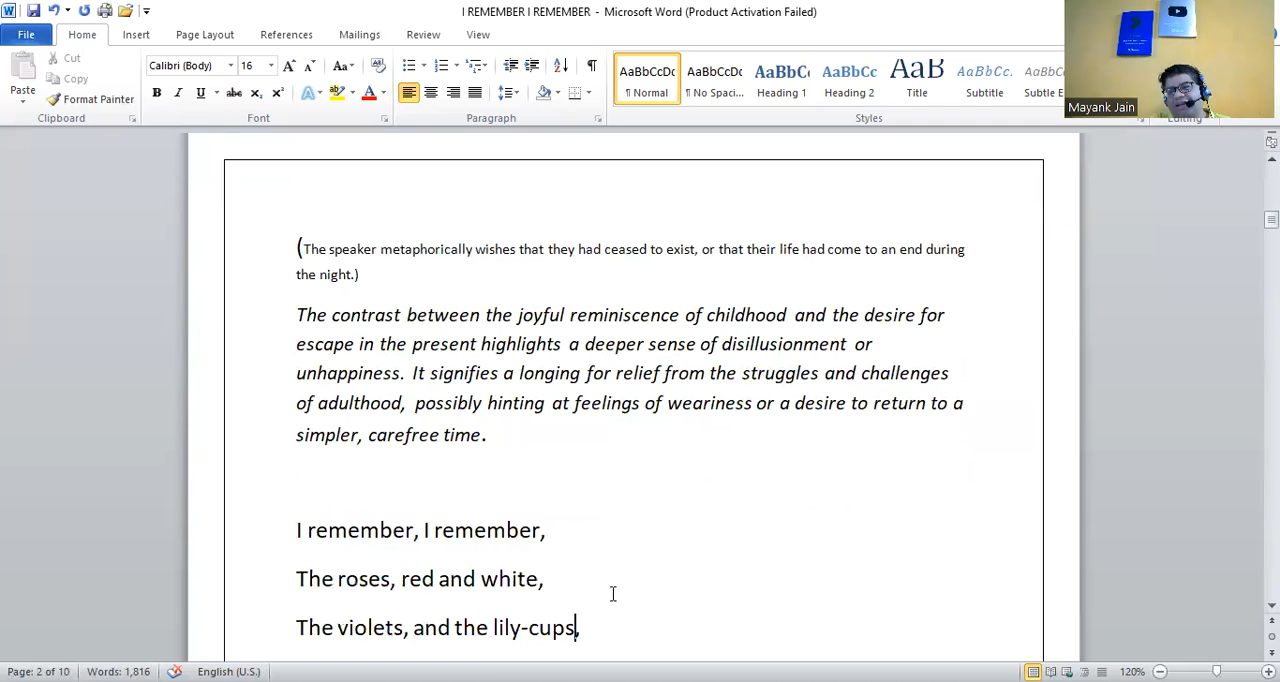 I REMEMBER I REMEMBER - Microsoft Word (Product Activation Failed)
File Home Insert Page Layout References Mailings Review View
Cut
Copy
Format Painter
Paste
Clipboard
Calibri (Body) 16
Font
Paragraph
AaBbCcDc AaBbCcDc AaBbC AaBbCc AaB AaBbCc. AaBbCc
¶ Normal ¶ No Spaci... Heading 1 Heading 2 Title Subtitle Subtle E
Styles
Editing
Mayank Jain
(The speaker metaphorically wishes that they had ceased to exist, or that their life had come to an end during
the night.)
The contrast between the joyful reminiscence of childhood and the desire for
escape in the present highlights a deeper sense of disillusionment or
unhappiness. It signifies a longing for relief from the struggles and challenges
of adulthood, possibly hinting at feelings of weariness or a desire to return to a
simpler, carefree time.
I remember, I remember,
The roses, red and white,
The violets, and the lily-cups,
Page: 2 of 10 Words: 1,816 English (U.S.) 120%